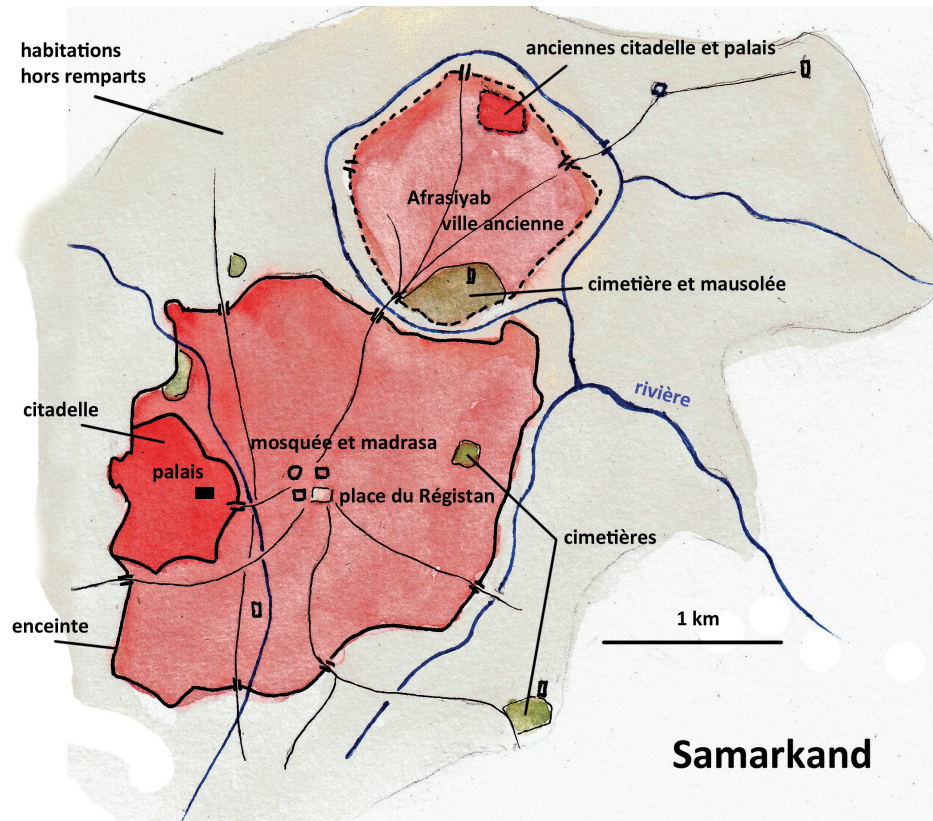 habitations
hors remparts
anciennes citadelle et palais
Afrasiyab
ville ancienne
cimetière et mausolée
rivière
citadelle
mosquée et madrasa
palais
place du Régistan
cimetières
enceinte
1 km
Samarkand